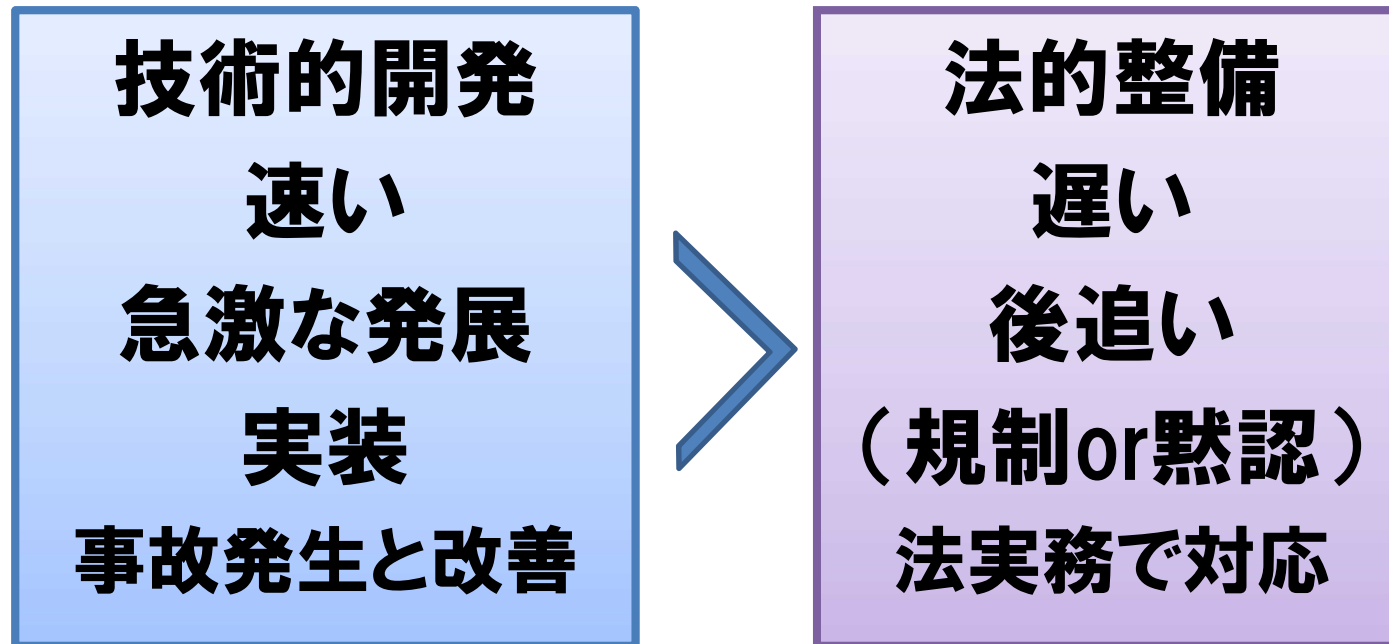 技術的開発
速い
急激な発展
実装
事故発生と改善
法的整備
遅い
後追い
（規制or黙認）
法実務で対応